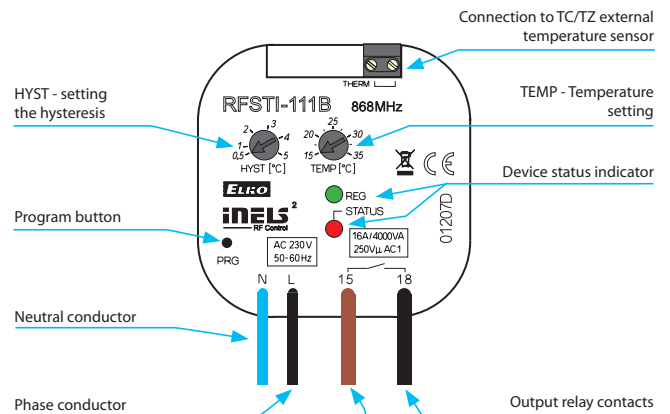 Connection to TC/TZ external
temperature sensor
THERM
RFSTI-111B 868MHz
HYST - setting
the hysteresis
TEMP - Temperature
setting
0,5 1 2 3 4 5
HYST [°C]
15 20 25 30 35
TEMP [°C]
CE
ELKO
REG
Device status indicator
STATUS
iNELS²
RF Control
Program button
PRG
AC 230V
50-60Hz
16A/4000VA
250Vµ AC1
01207D
N L 15 18
Neutral conductor
Phase conductor
Output relay contacts